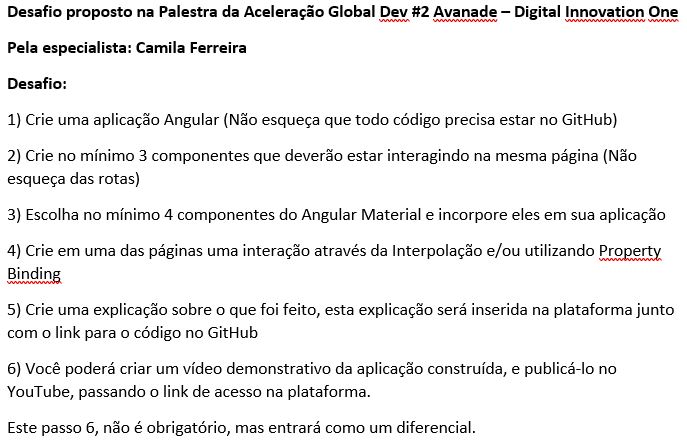 Desafio proposto na Palestra da Aceleração Global Dev #2 Avanade – Digital Innovation One
Pela especialista: Camila Ferreira
Desafio:
1) Crie uma aplicação Angular (Não esqueça que todo código precisa estar no GitHub)
2) Crie no mínimo 3 componentes que deverão estar interagindo na mesma página (Não
esqueça das rotas)
3) Escolha no mínimo 4 componentes do Angular Material e incorpore eles em sua aplicação
4) Crie em uma das páginas uma interação através da Interpolação e/ou utilizando Property
Binding
5) Crie uma explicação sobre o que foi feito, esta explicação será inserida na plataforma junto
com o link para o código no GitHub
6) Você poderá criar um vídeo demonstrativo da aplicação construída, e publicá-lo no
YouTube, passando o link de acesso na plataforma.
Este passo 6, não é obrigatório, mas entrará como um diferencial.